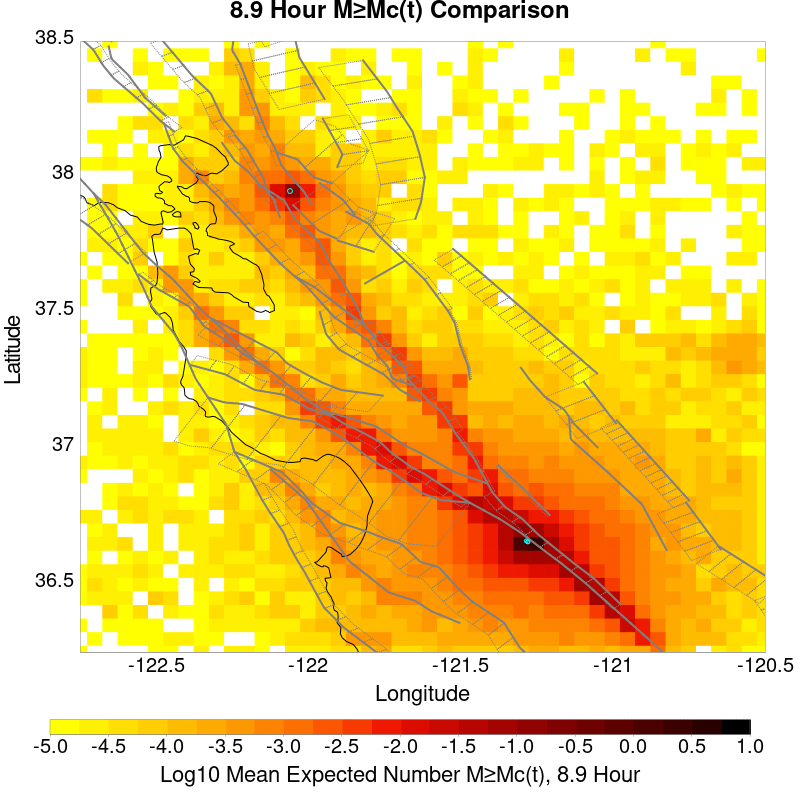 8.9 Hour M≥Mc(t) Comparison
38.5
38
37.5
37
36.5
Latitude
-122.5 -122 -121.5 -121 -120.5
Longitude
-5.0 -4.5 -4.0 -3.5 -3.0 -2.5 -2.0 -1.5 -1.0 -0.5 0.0 0.5 1.0
Log10 Mean Expected Number M≥Mc(t), 8.9 Hour